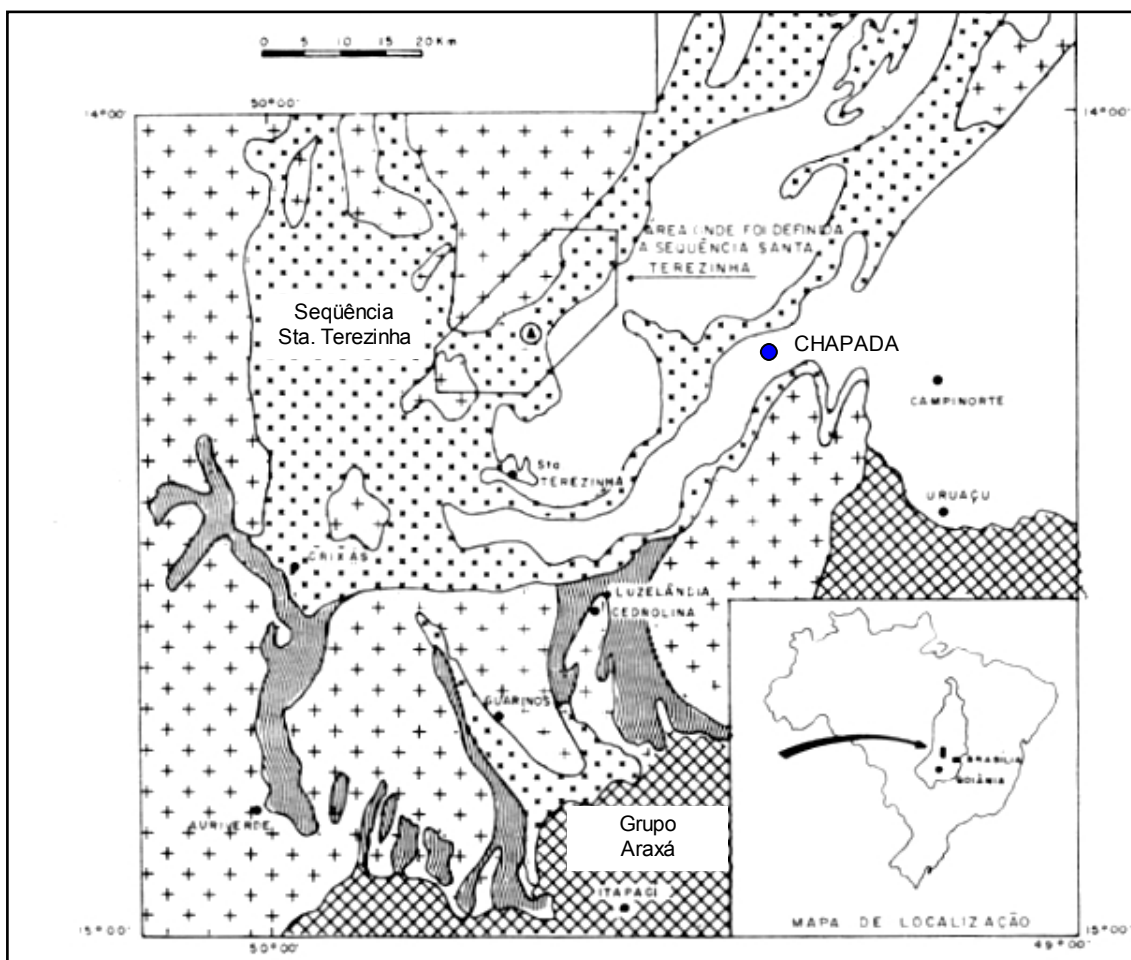 0 5 10 15 20 Km
50°00'
14°00'
14°00'
ÁREA ONDE FOI DEFINIDA
A SEQUÊNCIA SANTA
TEREZINHA
Seqüência
Sta. Terezinha
CHAPADA
CAMPINORTE
Sta
TEREZINHA
URUAÇU
CRIXÁS
LUZELÂNDIA
CEDROLINA
GUARINOS
BRASÍLIA
GOIÂNIA
AURIVERDE
Grupo
Araxá
ITAPACI
MAPA DE LOCALIZAÇÃO
15°00'
15°00'
50°00'
49°00'